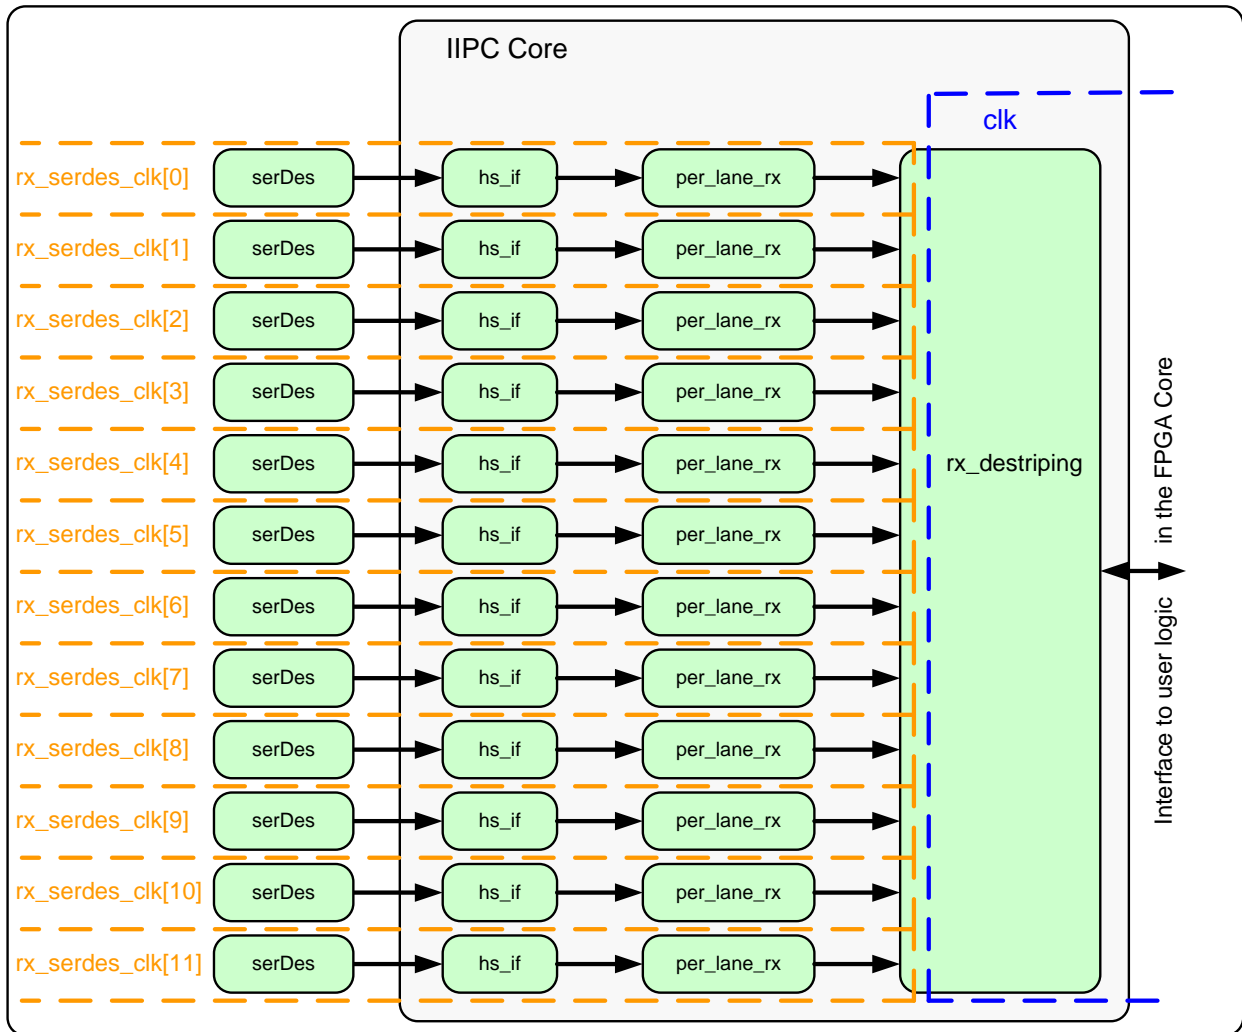 IIPC Core
clk
rx_serdes_clk[0] serDes hs_if per_lane_rx
rx_serdes_clk[1] serDes hs_if per_lane_rx
rx_serdes_clk[2] serDes hs_if per_lane_rx
rx_serdes_clk[3] serDes hs_if per_lane_rx
rx_serdes_clk[4] serDes hs_if per_lane_rx rx_destriping
rx_serdes_clk[5] serDes hs_if per_lane_rx
rx_serdes_clk[6] serDes hs_if per_lane_rx
rx_serdes_clk[7] serDes hs_if per_lane_rx
rx_serdes_clk[8] serDes hs_if per_lane_rx
rx_serdes_clk[9] serDes hs_if per_lane_rx
rx_serdes_clk[10] serDes hs_if per_lane_rx
rx_serdes_clk[11] serDes hs_if per_lane_rx
Interface to user logic in the FPGA Core